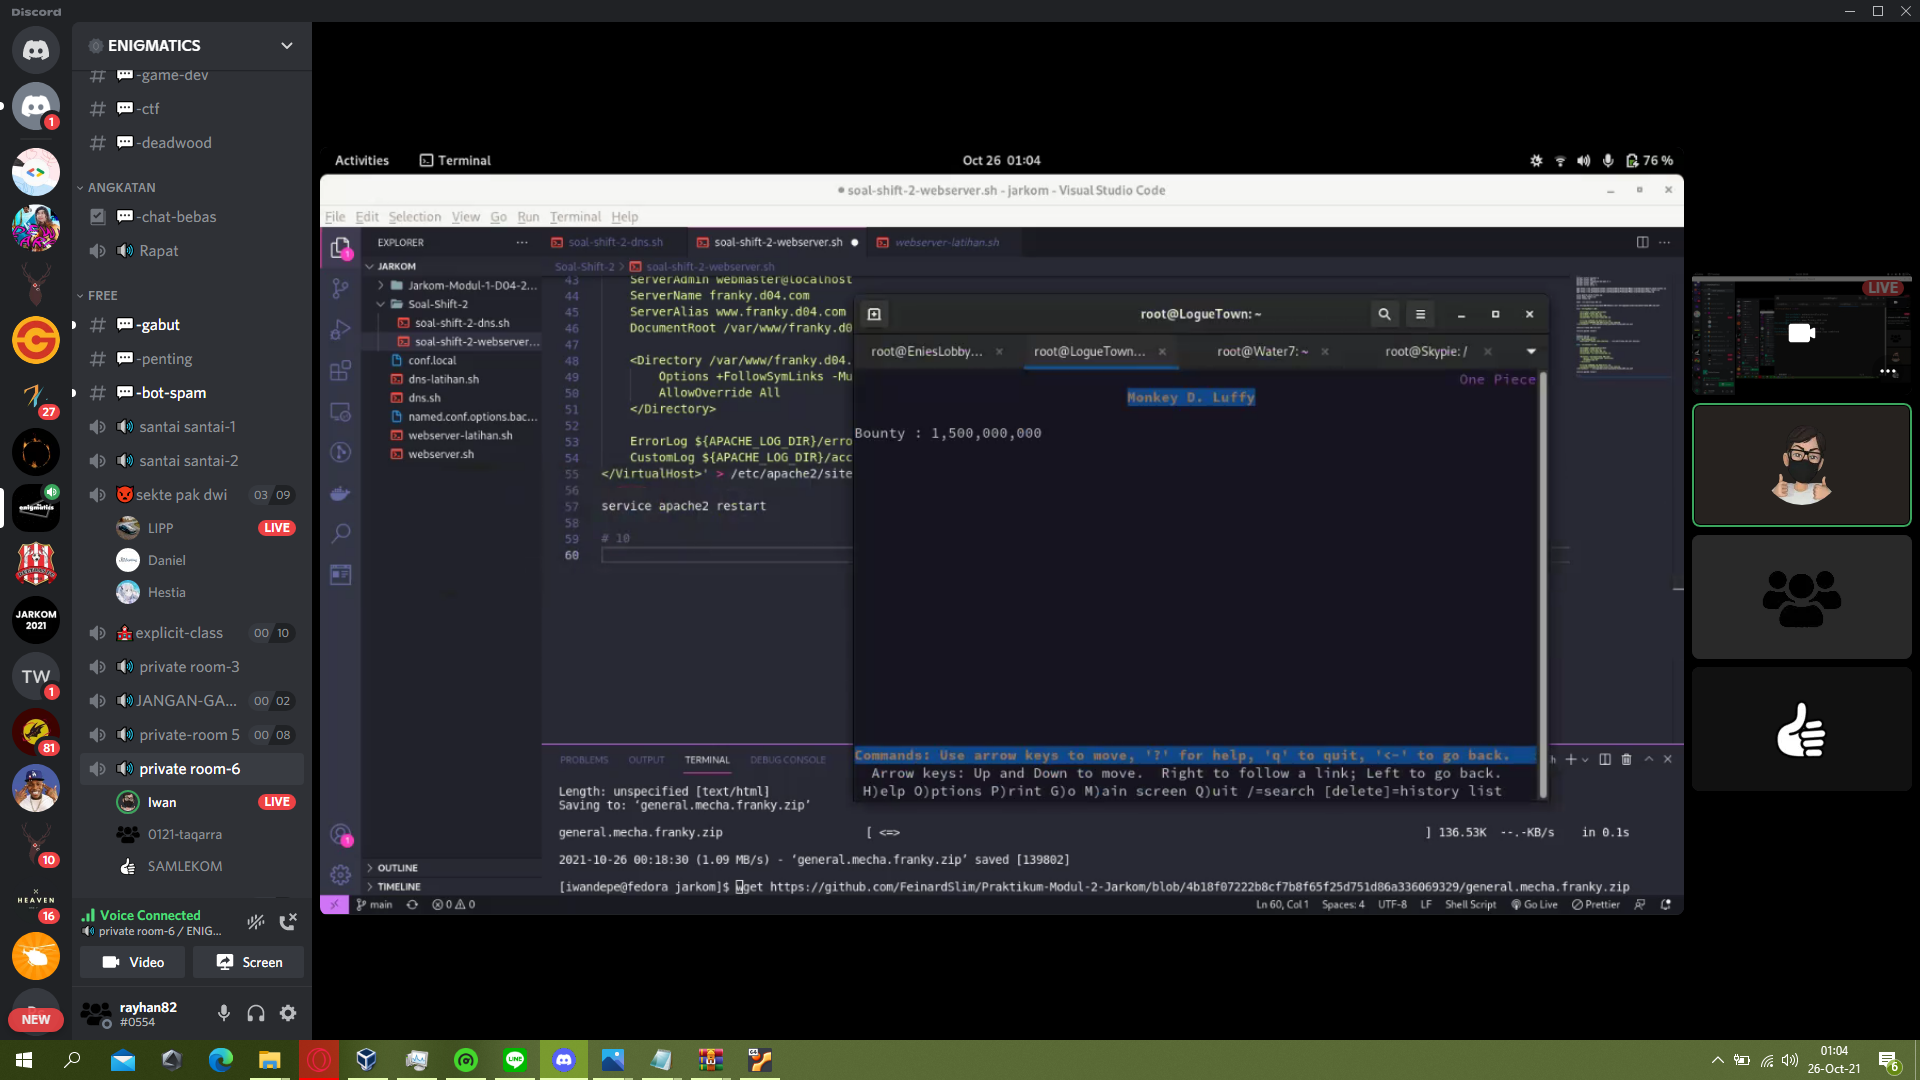 Discord
ENIGMATICS
-game-dev
-ctf
-deadwood
ANGKATAN
-chat-bebas
Rapat
FREE
-gabut
-penting
-bot-spam
santai santai-1
santai santai-2
sekte pak dwi 03 09
LIPP LIVE
Daniel
Hestia
explicit-class 00 10
private room-3
JANGAN-GA... 00 02
private-room 5 00 08
private room-6
Iwan LIVE
0121-taqarra
SAMLEKOM
Voice Connected
private room-6 / ENIG...
Video Screen
rayhan82
#0554
1
27
enigmatics
JARKOM
2021
TW
1
81
10
HEAVEN
16
NEW
Activities Terminal Oct 26 01:04 76 %
soal-shift-2-webserver.sh - jarkom - Visual Studio Code
File Edit Selection View Go Run Terminal Help
EXPLORER
JARKOM
Jarkom-Modul-1-D04-2...
Soal-Shift-2
soal-shift-2-dns.sh
soal-shift-2-webserver...
conf.local
dns-latihan.sh
dns.sh
named.conf.options.bac...
webserver-latihan.sh
webserver.sh
OUTLINE
TIMELINE
soal-shift-2-dns.sh soal-shift-2-webserver.sh webserver-latihan.sh
Soal-Shift-2 > soal-shift-2-webserver.sh
43 ServerAdmin webmaster@localhost
44 ServerName franky.d04.com
45 ServerAlias www.franky.d04.com
46 DocumentRoot /var/www/franky.d0
47
48 <Directory /var/www/franky.d04.
49 Options +FollowSymLinks -Mu
50 AllowOverride All
51 </Directory>
52
53 ErrorLog ${APACHE_LOG_DIR}/erro
54 CustomLog ${APACHE_LOG_DIR}/acc
55 </VirtualHost>' > /etc/apache2/site
56
57 service apache2 restart
58
59 # 10
60
root@LogueTown: ~
root@EniesLobby... root@LogueTown... root@Water7: ~ root@Skypie: /
One Piece
Monkey D. Luffy
Bounty : 1,500,000,000
Commands: Use arrow keys to move, '?' for help, 'q' to quit, '<-' to go back.
Arrow keys: Up and Down to move. Right to follow a link; Left to go back.
H)elp O)ptions P)rint G)o M)ain screen Q)uit /=search [delete]=history list
PROBLEMS OUTPUT TERMINAL DEBUG CONSOLE
Length: unspecified [text/html]
Saving to: ‘general.mecha.franky.zip’
general.mecha.franky.zip [ <=> ] 136.53K --.-KB/s in 0.1s
2021-10-26 00:18:30 (1.09 MB/s) - ‘general.mecha.franky.zip’ saved [139802]
[iwandepe@fedora jarkom]$ wget https://github.com/FeinardSlim/Praktikum-Modul-2-Jarkom/blob/4b18f07222b8cf7b8f65f25d751d86a336069329/general.mecha.franky.zip
main 0 0 Ln 60, Col 1 Spaces: 4 UTF-8 LF Shell Script Go Live Prettier
LIVE
01:04
26-Oct-21
6